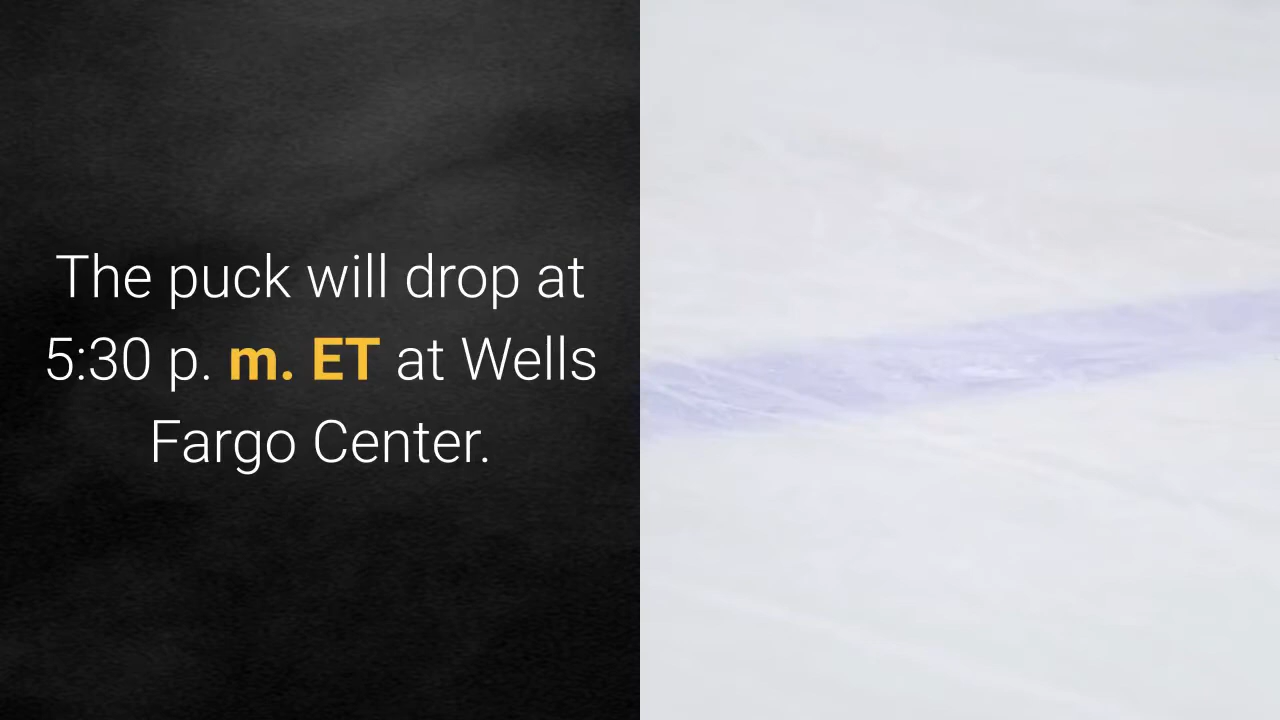 The puck will drop at
5:30 p. m. ET at Wells
Fargo Center.